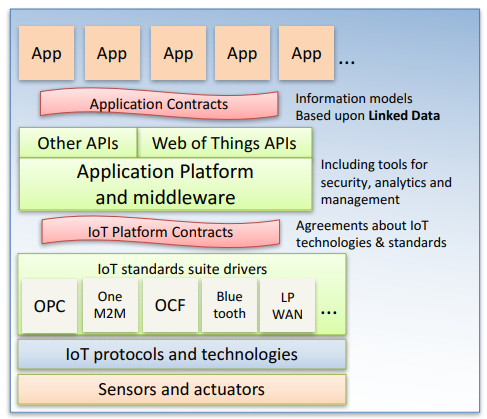 App App App App App ...
Application Contracts
Information models
Based upon Linked Data
Other APIs
Web of Things APIs
Application Platform
and middleware
Including tools for
security, analytics and
management
IoT Platform Contracts
Agreements about IoT
technologies & standards
IoT standards suite drivers
OPC
One
M2M
OCF
Blue
tooth
LP
WAN
...
IoT protocols and technologies
Sensors and actuators